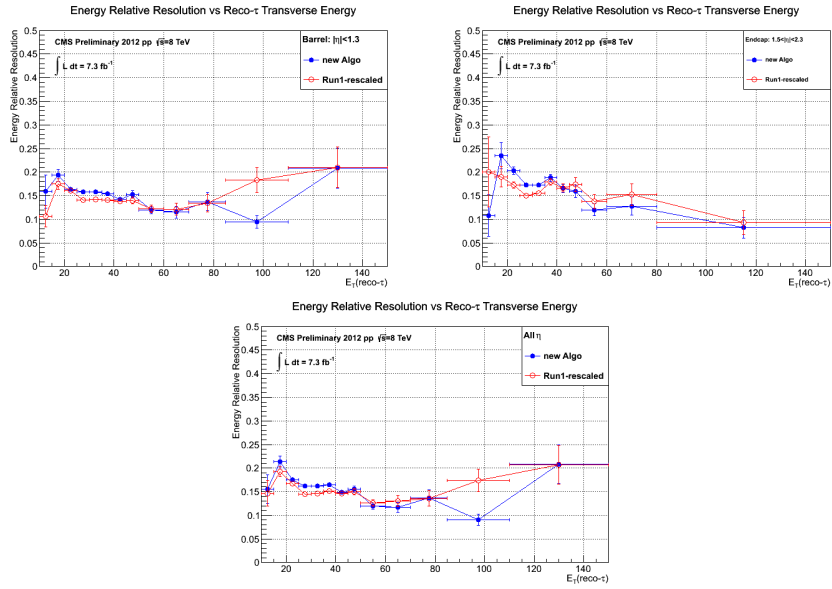 Energy Relative Resolution vs Reco-τ Transverse Energy
Energy Relative Resolution
0.5
0.45
0.4
0.35
0.3
0.25
0.2
0.15
0.1
0.05
0
CMS Preliminary 2012 pp √s=8 TeV
∫ L dt = 7.3 fb⁻¹
Barrel: |η|<1.3
new Algo
Run1-rescaled
20 40 60 80 100 120 140
E_T(reco-τ)
Energy Relative Resolution vs Reco-τ Transverse Energy
Energy Relative Resolution
0.5
0.45
0.4
0.35
0.3
0.25
0.2
0.15
0.1
0.05
0
CMS Preliminary 2012 pp √s=8 TeV
∫ L dt = 7.3 fb⁻¹
Endcap: 1.5<|η|<2.3
new Algo
Run1-rescaled
20 40 60 80 100 120 140
E_T(reco-τ)
Energy Relative Resolution vs Reco-τ Transverse Energy
Energy Relative Resolution
0.5
0.45
0.4
0.35
0.3
0.25
0.2
0.15
0.1
0.05
0
CMS Preliminary 2012 pp √s=8 TeV
∫ L dt = 7.3 fb⁻¹
All η
new Algo
Run1-rescaled
20 40 60 80 100 120 140
E_T(reco-τ)